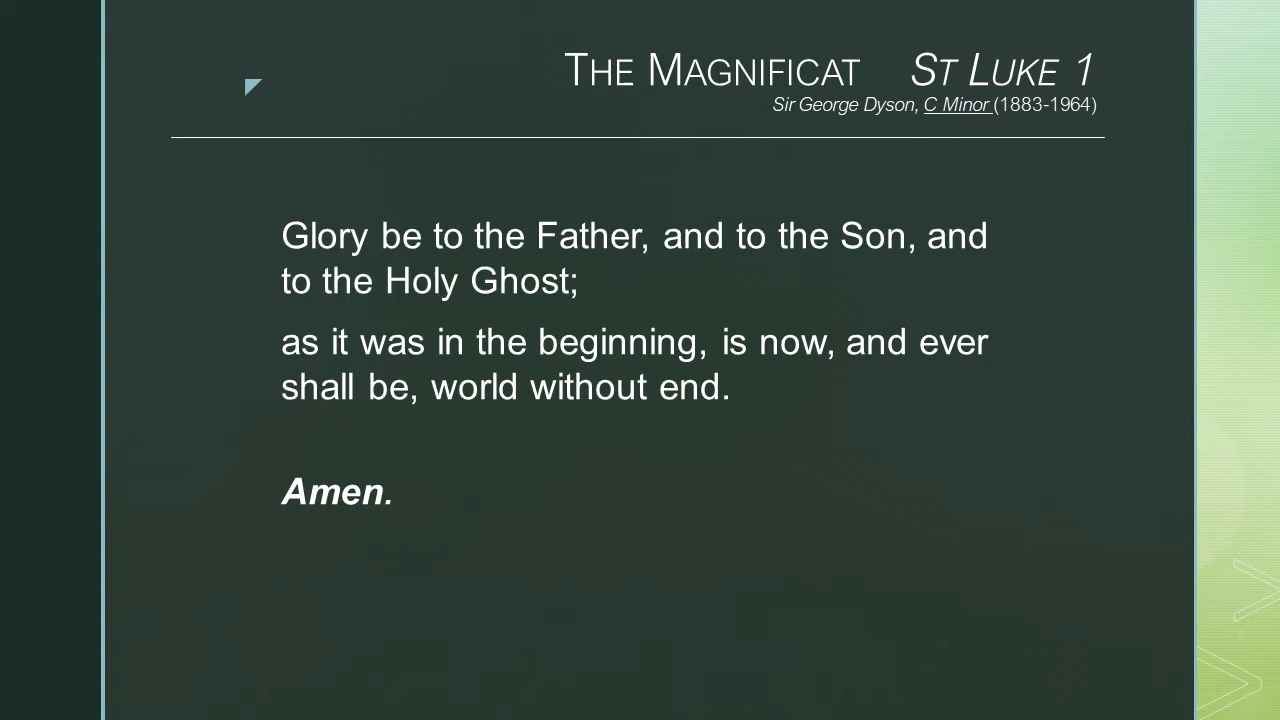 THE MAGNIFICAT ST LUKE 1
Sir George Dyson, C Minor (1883-1964)
Glory be to the Father, and to the Son, and
to the Holy Ghost;
as it was in the beginning, is now, and ever
shall be, world without end.
Amen.